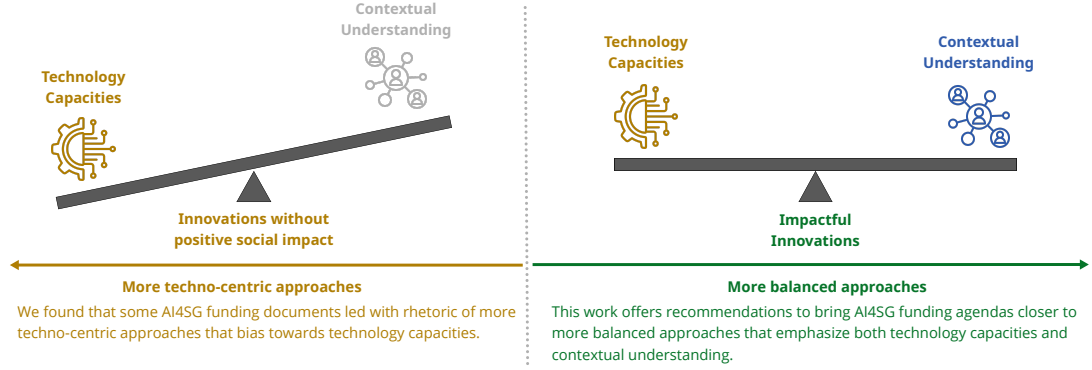 Contextual
Understanding
Technology
Capacities
Innovations without
positive social impact
More techno-centric approaches
We found that some AI4SG funding documents led with rhetoric of more
techno-centric approaches that bias towards technology capacities.
Technology
Capacities
Contextual
Understanding
Impactful
Innovations
More balanced approaches
This work offers recommendations to bring AI4SG funding agendas closer to
more balanced approaches that emphasize both technology capacities and
contextual understanding.